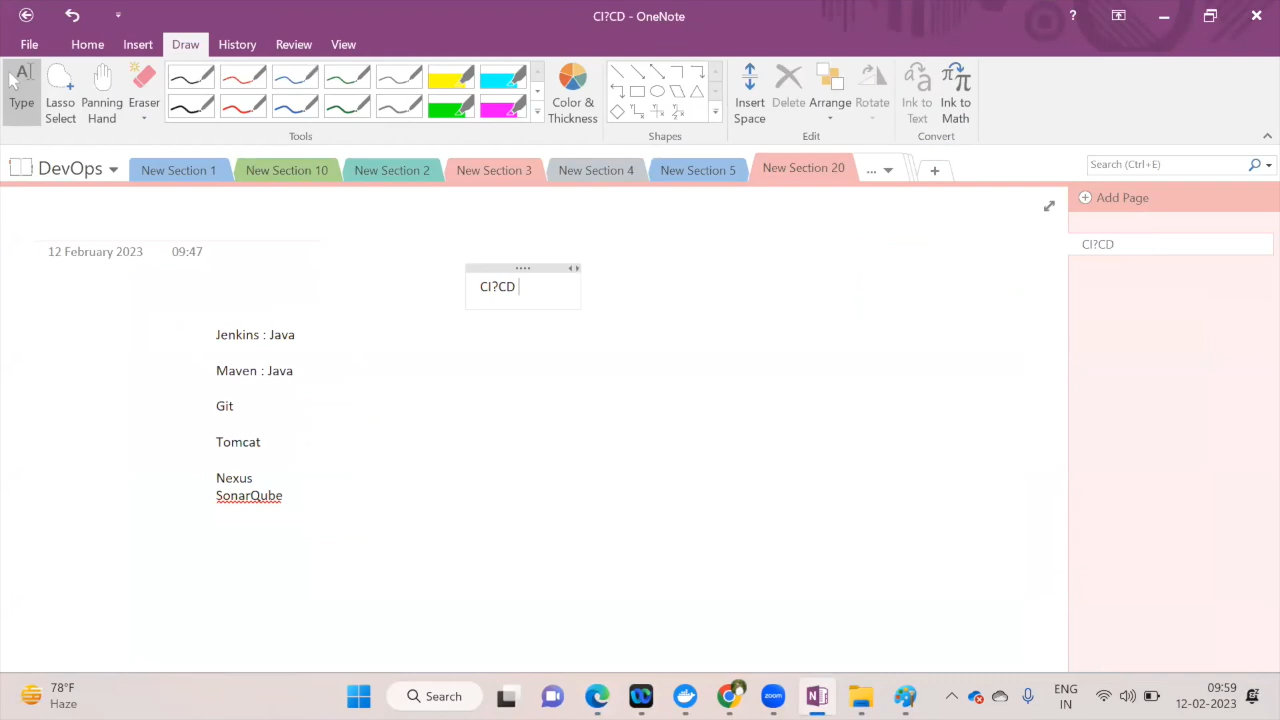 CI?CD - OneNote
?
File Home Insert Draw History Review View
Type
Lasso Select
Panning Hand
Eraser
Color & Thickness
Insert Space
Delete
Arrange
Rotate
Ink to Text
Ink to Math
Tools
Shapes
Edit
Convert
DevOps
New Section 1
New Section 10
New Section 2
New Section 3
New Section 4
New Section 5
New Section 20
...
Search (Ctrl+E)
Add Page
CI?CD
12 February 2023 09:47
CI?CD
Jenkins : Java
Maven : Java
Git
Tomcat
Nexus
SonarQube
78°F
Haze
Search
ENG
IN
09:59
12-02-2023